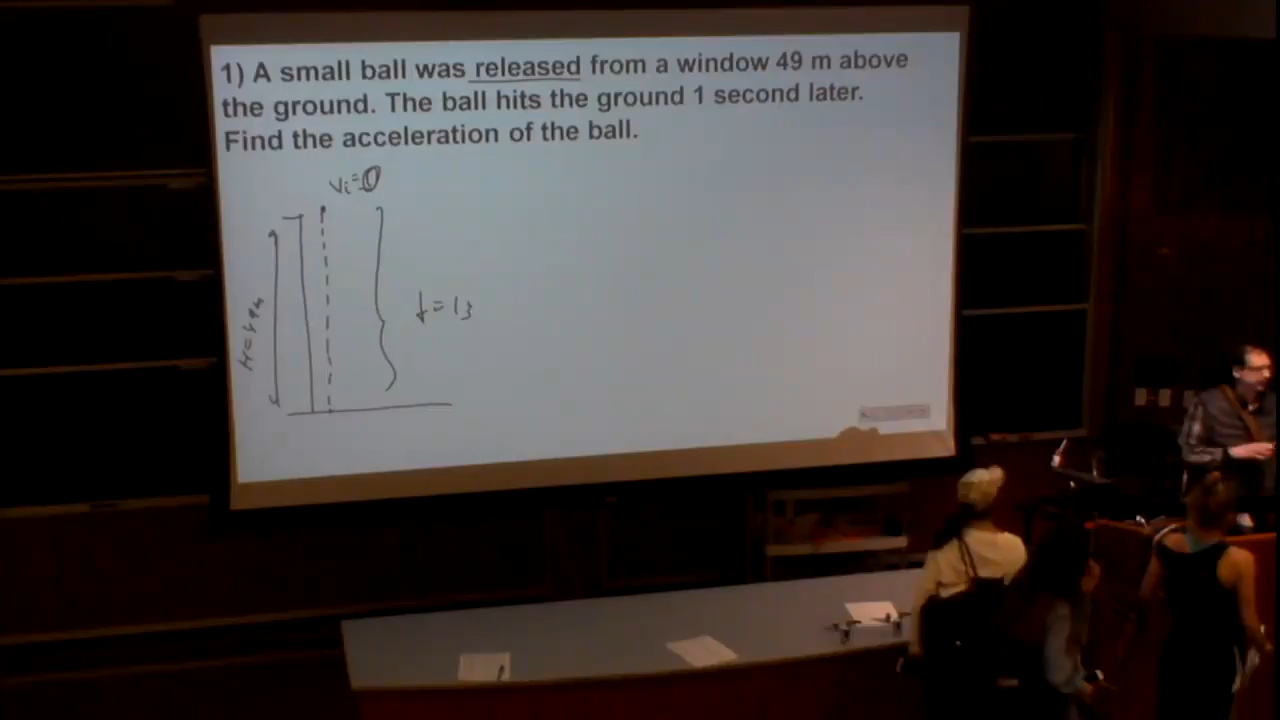 1) A small ball was released from a window 49 m above
the ground. The ball hits the ground 1 second later.
Find the acceleration of the ball.
Vi=0
t=1s